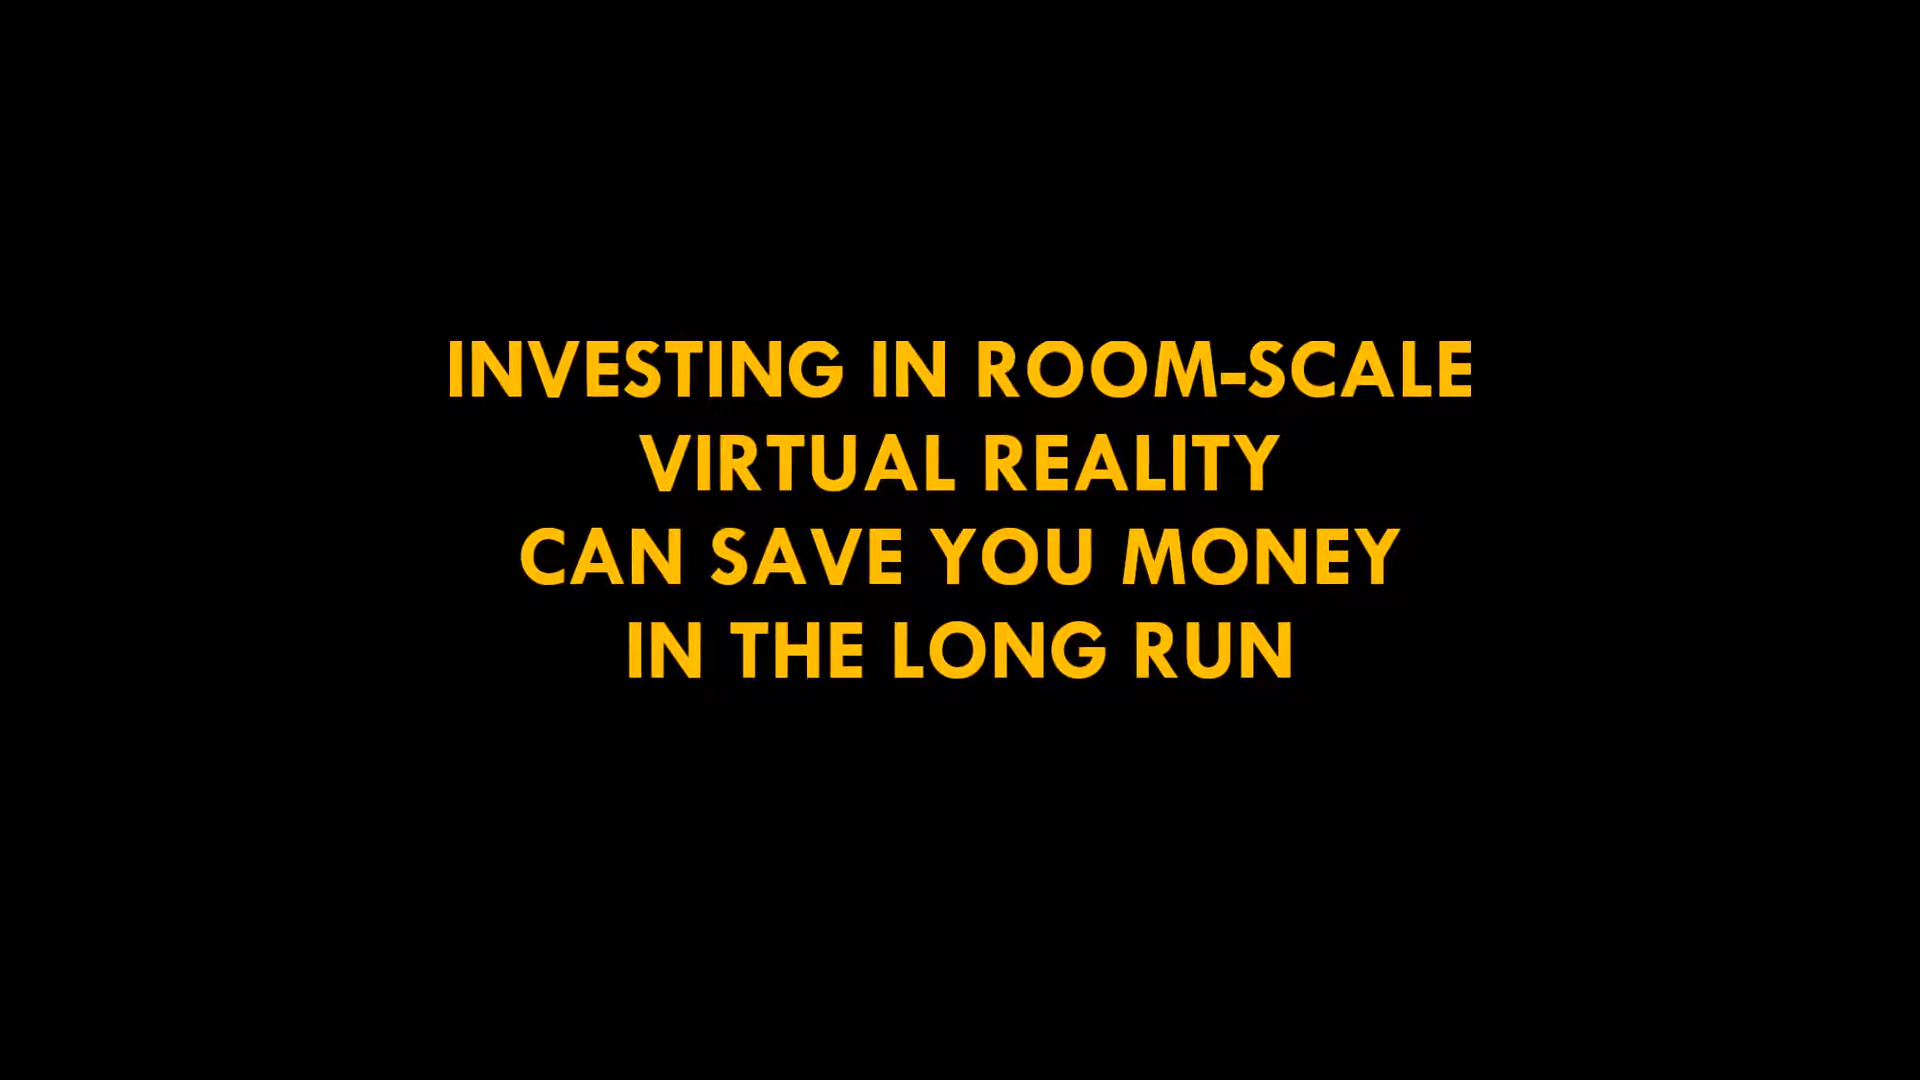 INVESTING IN ROOM-SCALE
VIRTUAL REALITY
CAN SAVE YOU MONEY
IN THE LONG RUN